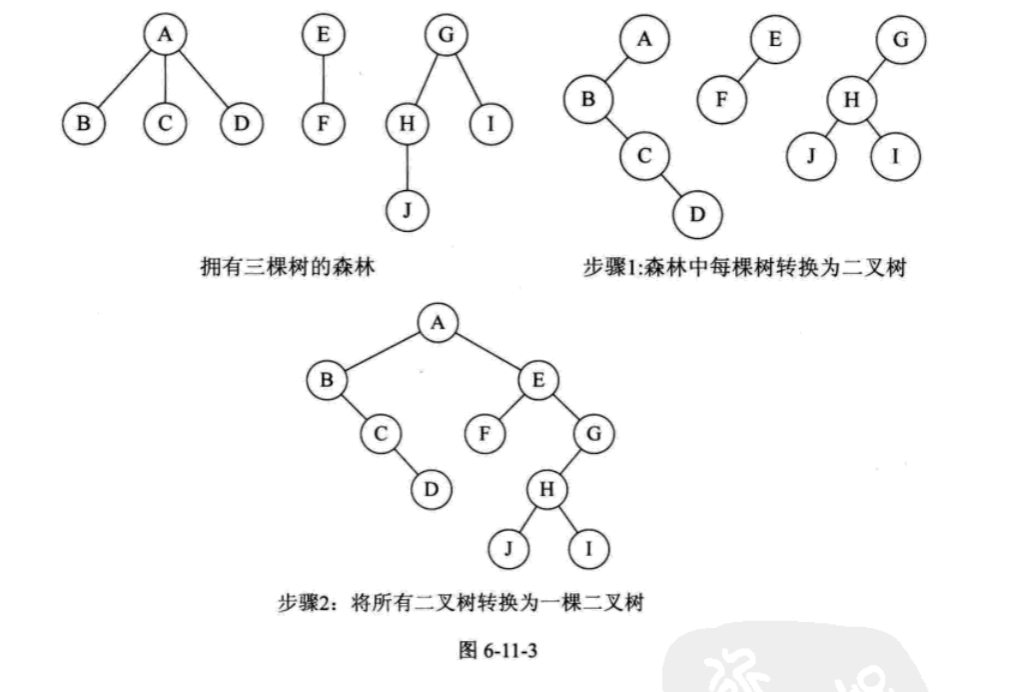 A E G A E G
B C D F H I B F H
J C J I
D
拥有三棵树的森林 步骤1:森林中每棵树转换为二叉树
A
B E
C F G
D H
J I
步骤2：将所有二叉树转换为一棵二叉树
图 6-11-3